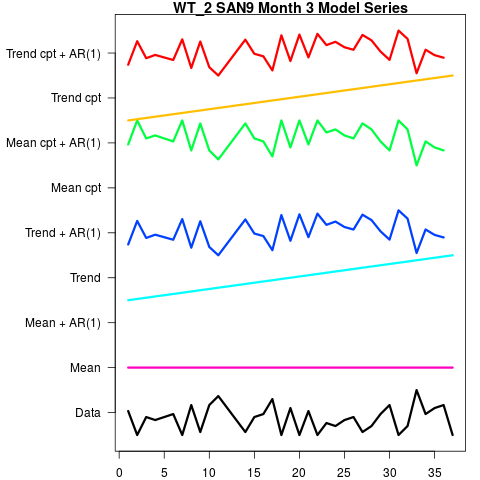 WT_2 SAN9 Month 3 Model Series
Trend cpt + AR(1)
Trend cpt
Mean cpt + AR(1)
Mean cpt
Trend + AR(1)
Trend
Mean + AR(1)
Mean
Data
0 5 10 15 20 25 30 35